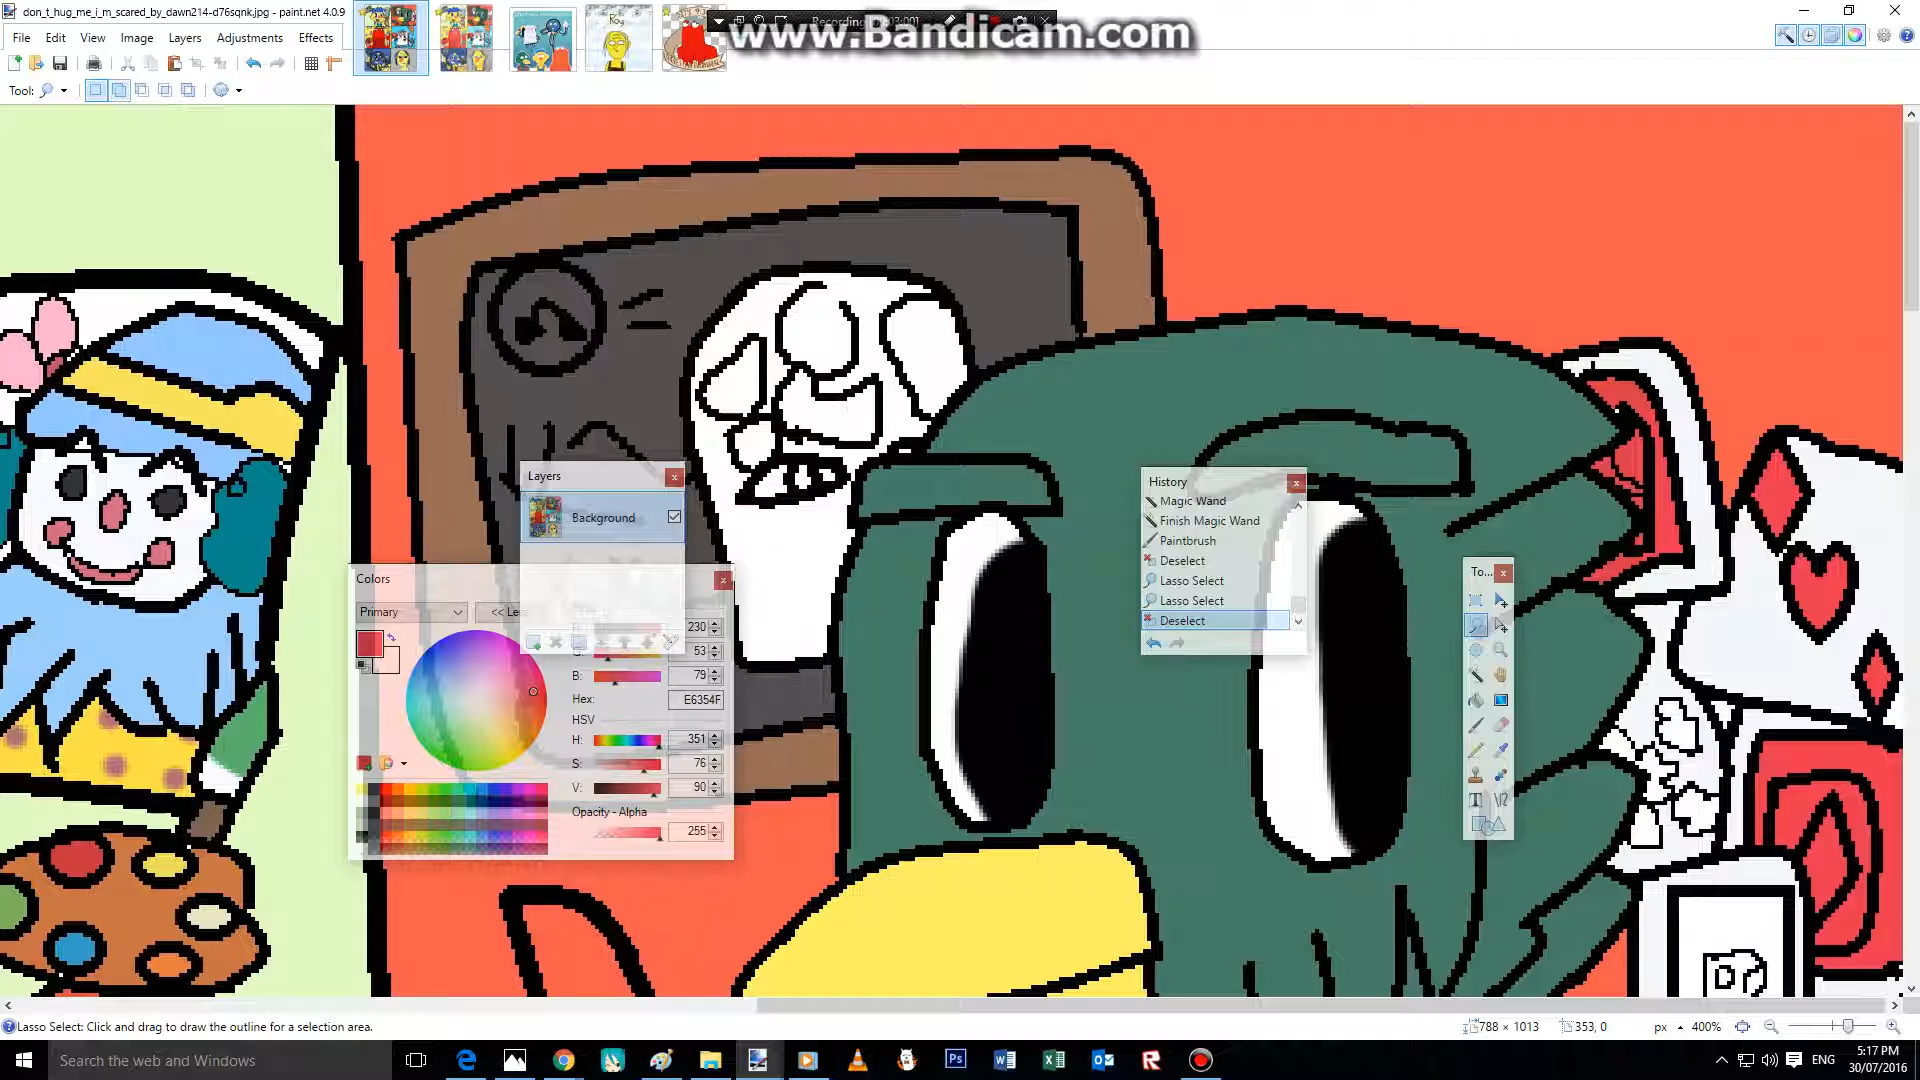 don_t_hug_me_i_m_scared_by_dawn214-d76sqnk.jpg - paint.net 4.0.9
www.Bandicam.com
Roy
File Edit View Image Layers Adjustments Effects
Tool:
Layers
Background
History
Magic Wand
Finish Magic Wand
Paintbrush
Deselect
Lasso Select
Lasso Select
Deselect
To...
Colors
Primary
230
53
B: 79
Hex: E6354F
HSV
H: 351
S: 76
V: 90
Opacity - Alpha
255
Lasso Select: Click and drag to draw the outline for a selection area.
788 × 1013
353, 0
px
400%
Search the web and Windows
ENG
5:17 PM
30/07/2016